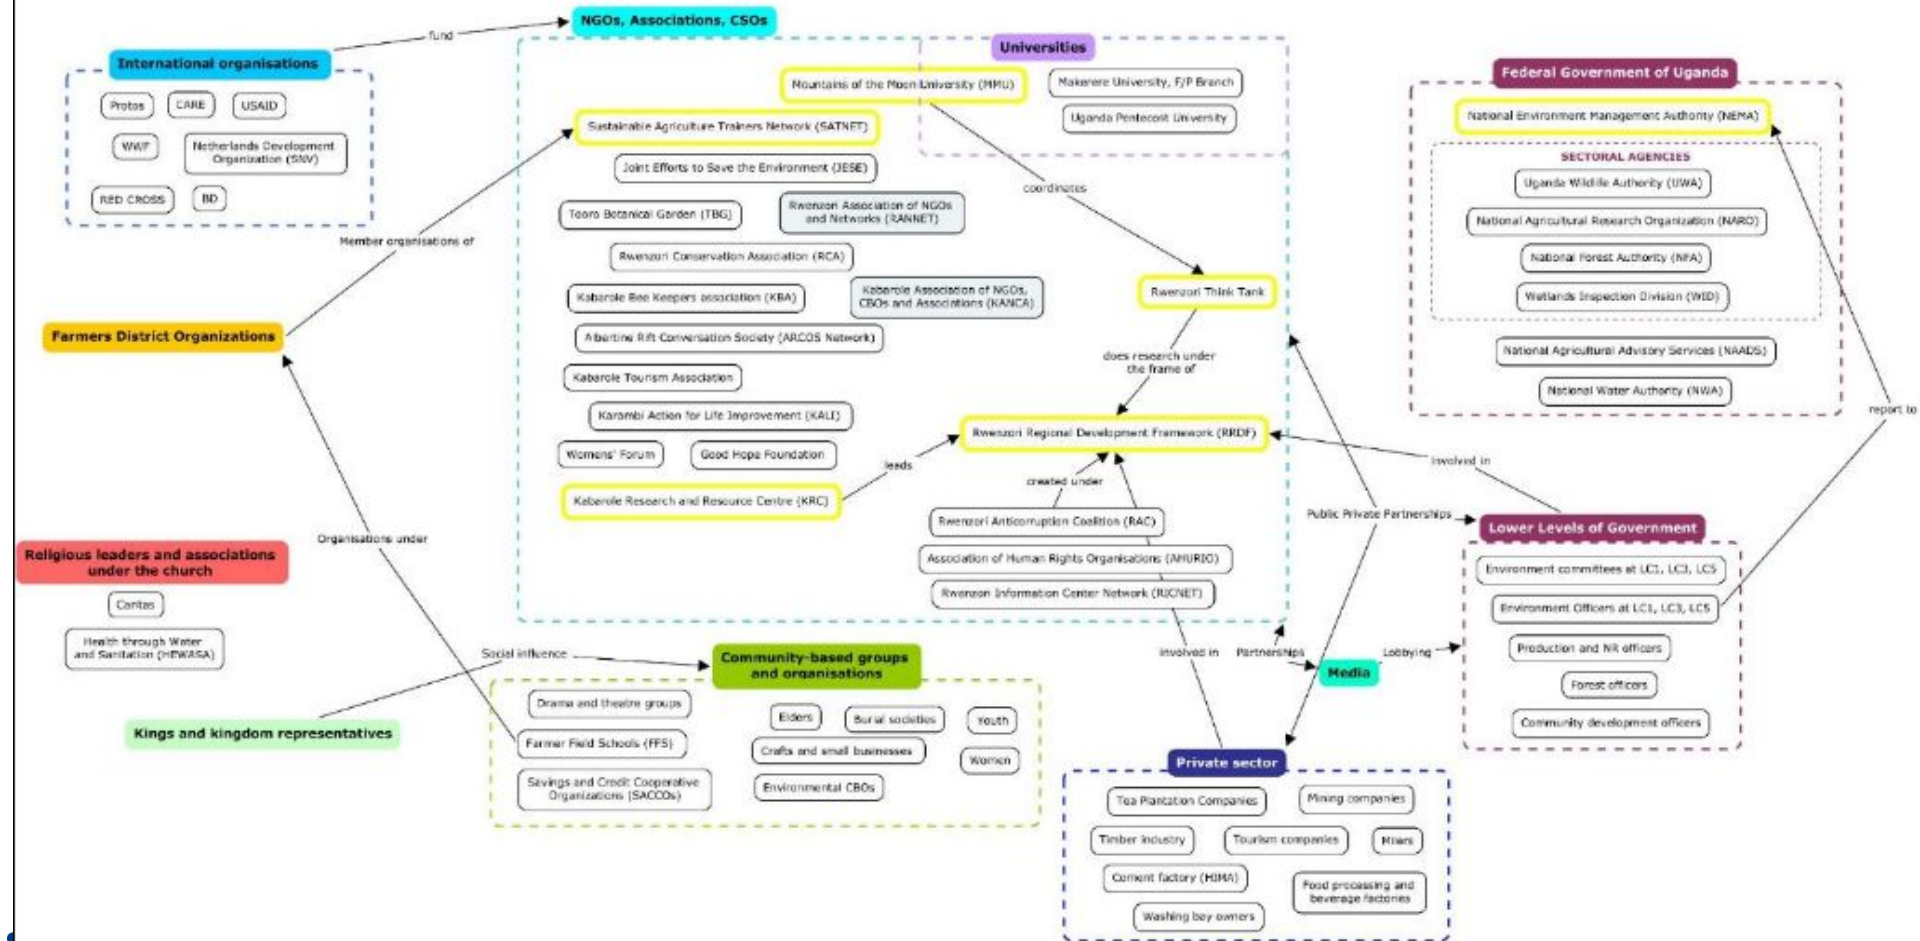 NGOs, Associations, CSOs
fund
International organisations
Protos
CARE
USAID
WWF
Netherlands Development
Organization (SNV)
RED CROSS
BD
Universities
Mountains of the Moon University (MMU)
Makerere University, F/P Branch
Uganda Pentecost University
Sustainable Agriculture Trainers Network (SATNET)
Joint Efforts to Save the Environment (JESE)
Tooro Botanical Garden (TBG)
Rwenzori Association of NGOs
and Networks (RANNET)
Rwenzori Conservation Association (RCA)
Kabarole Bee Keepers association (KBA)
Kabarole Association of NGOs,
CBOs and Associations (KANCA)
Albertine Rift Conversation Society (ARCOS Network)
Kabarole Tourism Association
Karambi Action for Life Improvement (KALI)
Womens' Forum
Good Hope Foundation
Kabarole Research and Resource Centre (KRC)
leads
coordinates
Rwenzori Think Tank
does research under
the frame of
Rwenzori Regional Development Framework (RRDF)
created under
Rwenzori Anticorruption Coalition (RAC)
Association of Human Rights Organisations (AHURIO)
Rwenzori Information Center Network (RICNET)
Federal Government of Uganda
National Environment Management Authority (NEMA)
SECTORAL AGENCIES
Uganda Wildlife Authority (UWA)
National Agricultural Research Organization (NARO)
National Forest Authority (NFA)
Wetlands Inspection Division (WID)
National Agricultural Advisory Services (NAADS)
National Water Authority (NWA)
report to
Member organisations of
Farmers District Organizations
Organisations under
Religious leaders and associations
under the church
Caritas
Health through Water
and Sanitation (HEWASA)
Kings and kingdom representatives
Social influence
Community-based groups
and organisations
Drama and theatre groups
Farmer Field Schools (FFS)
Savings and Credit Cooperative
Organizations (SACCOs)
Elders
Burial societies
Youth
Crafts and small businesses
Women
Environmental CBOs
involved in
Public Private Partnerships
Lower Levels of Government
Environment committees at LC1, LC3, LC5
Environment Officers at LC1, LC3, LC5
Production and NR officers
Forest officers
Community development officers
involved in
Partnerships
Media
Lobbying
Private sector
Tea Plantation Companies
Mining companies
Timber industry
Tourism companies
Cement factory (HIMA)
Food processing and
beverage factories
Washing bay owners